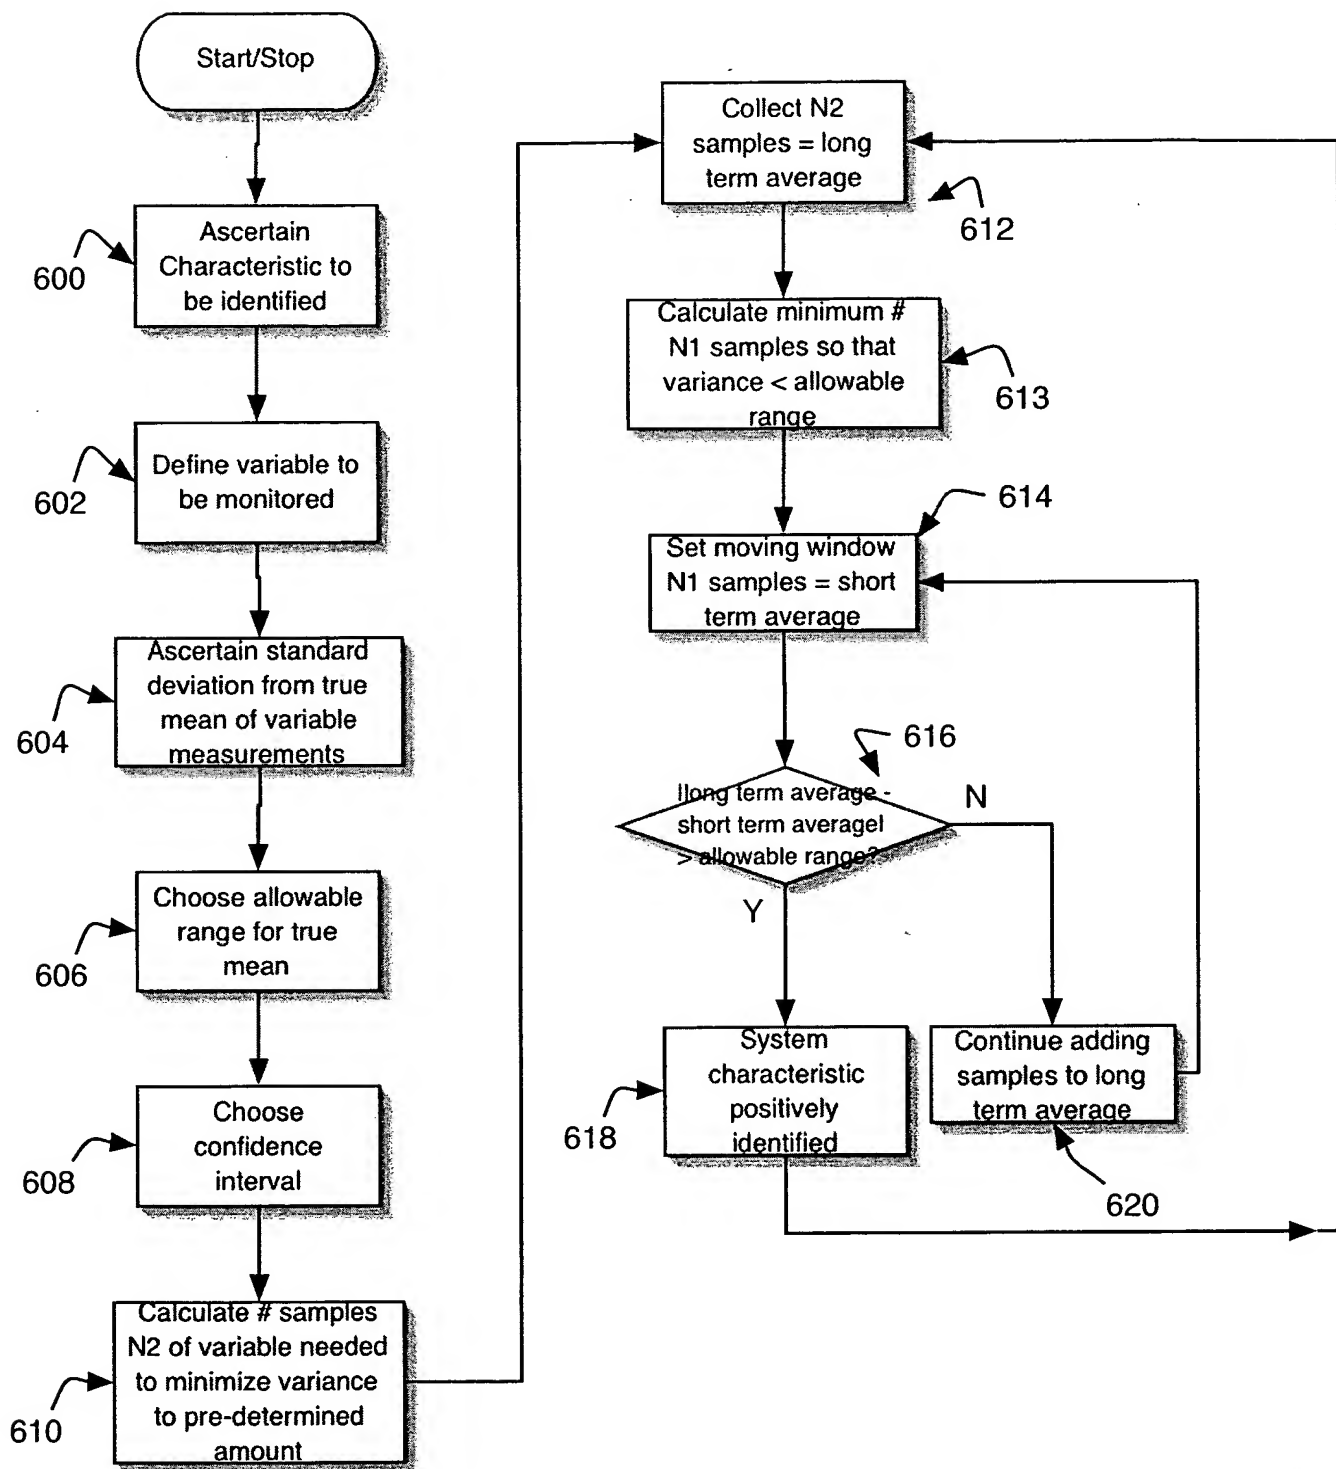 Start/Stop
Ascertain
Characteristic to
be identified
600
Define variable to
be monitored
602
Ascertain standard
deviation from true
mean of variable
measurements
604
Choose allowable
range for true
mean
606
Choose
confidence
interval
608
Calculate # samples
N2 of variable needed
to minimize variance
to pre-determined
amount
610
Collect N2
samples = long
term average
612
Calculate minimum #
N1 samples so that
variance < allowable
range
613
614
Set moving window
N1 samples = short
term average
616
|long term average -
short term average|
> allowable range?
N
Y
System
characteristic
positively
identified
618
Continue adding
samples to long
term average
620